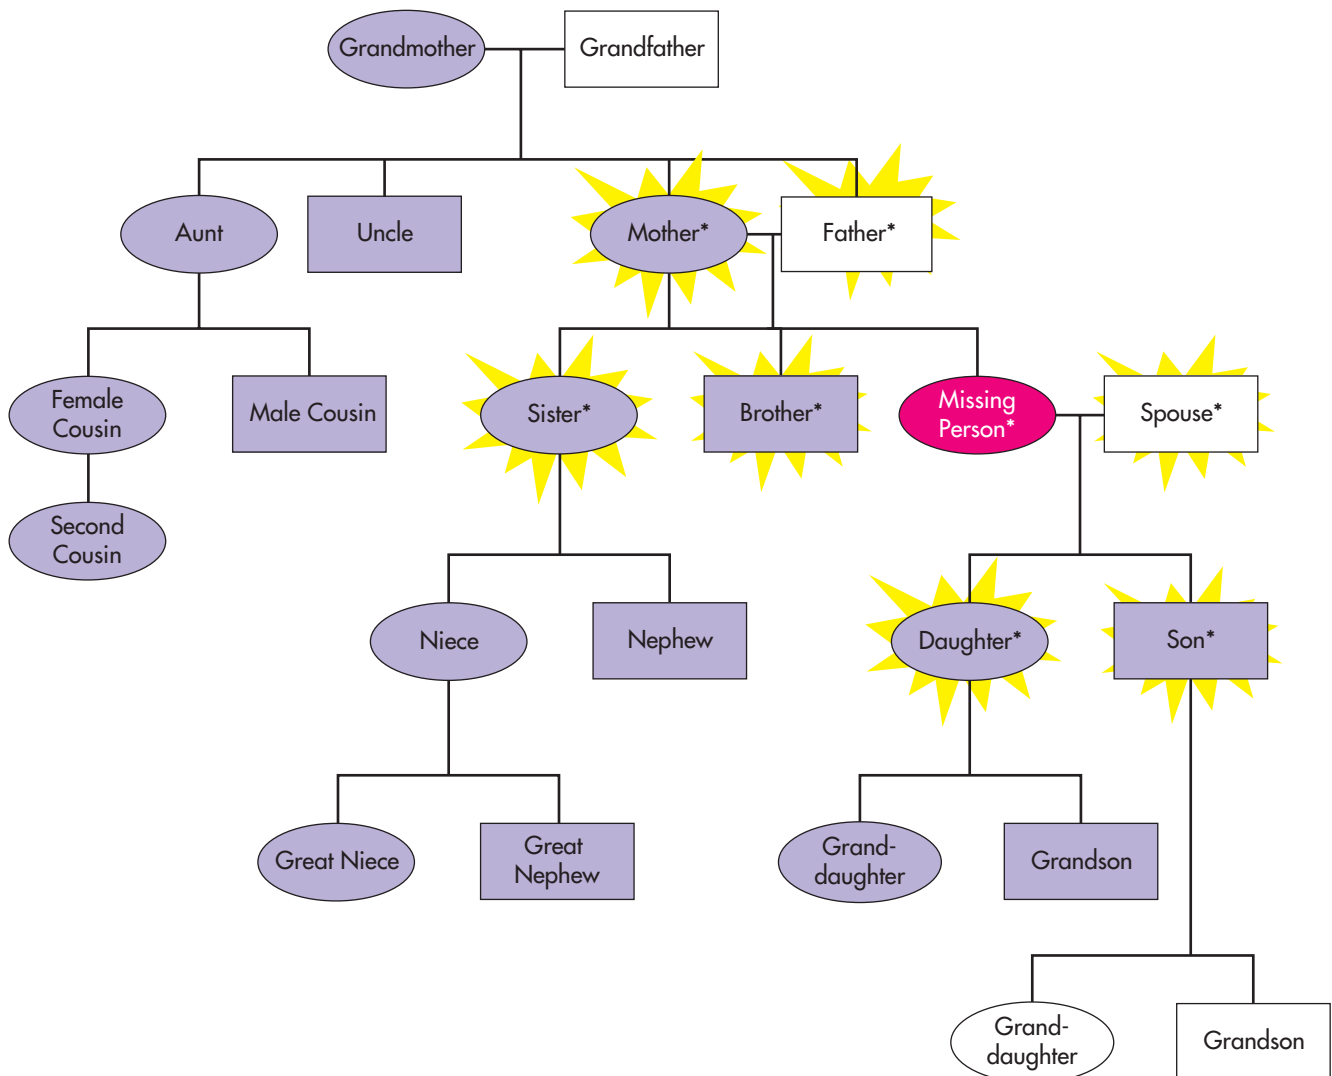 Grandmother
Grandfather
Aunt
Uncle
Mother*
Father*
Female
Cousin
Male Cousin
Sister*
Brother*
Missing
Person*
Spouse*
Second
Cousin
Niece
Nephew
Daughter*
Son*
Great Niece
Great
Nephew
Grand-
daughter
Grandson
Grand-
daughter
Grandson